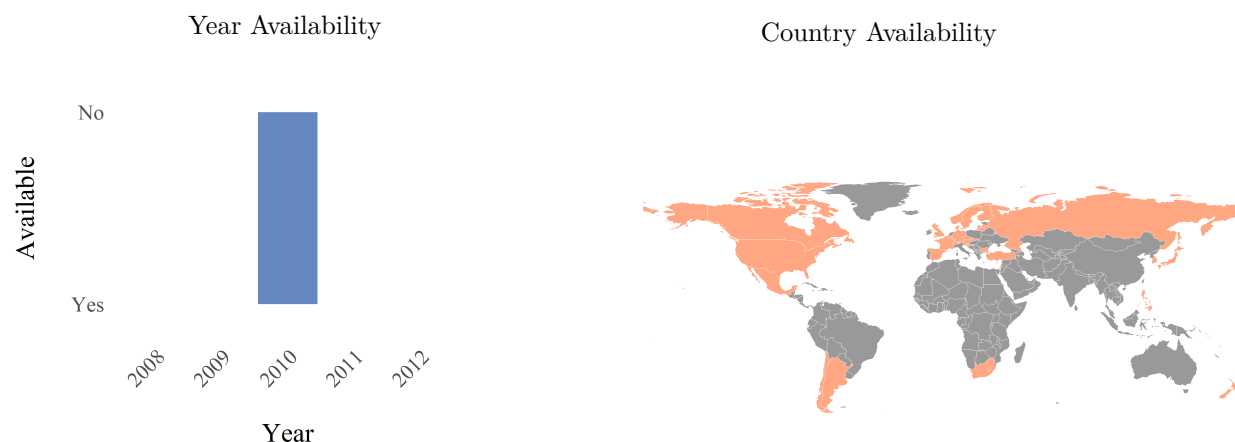 Year Availability
Country Availability
No
Available
Yes
2008
2009
2010
2011
2012
Year